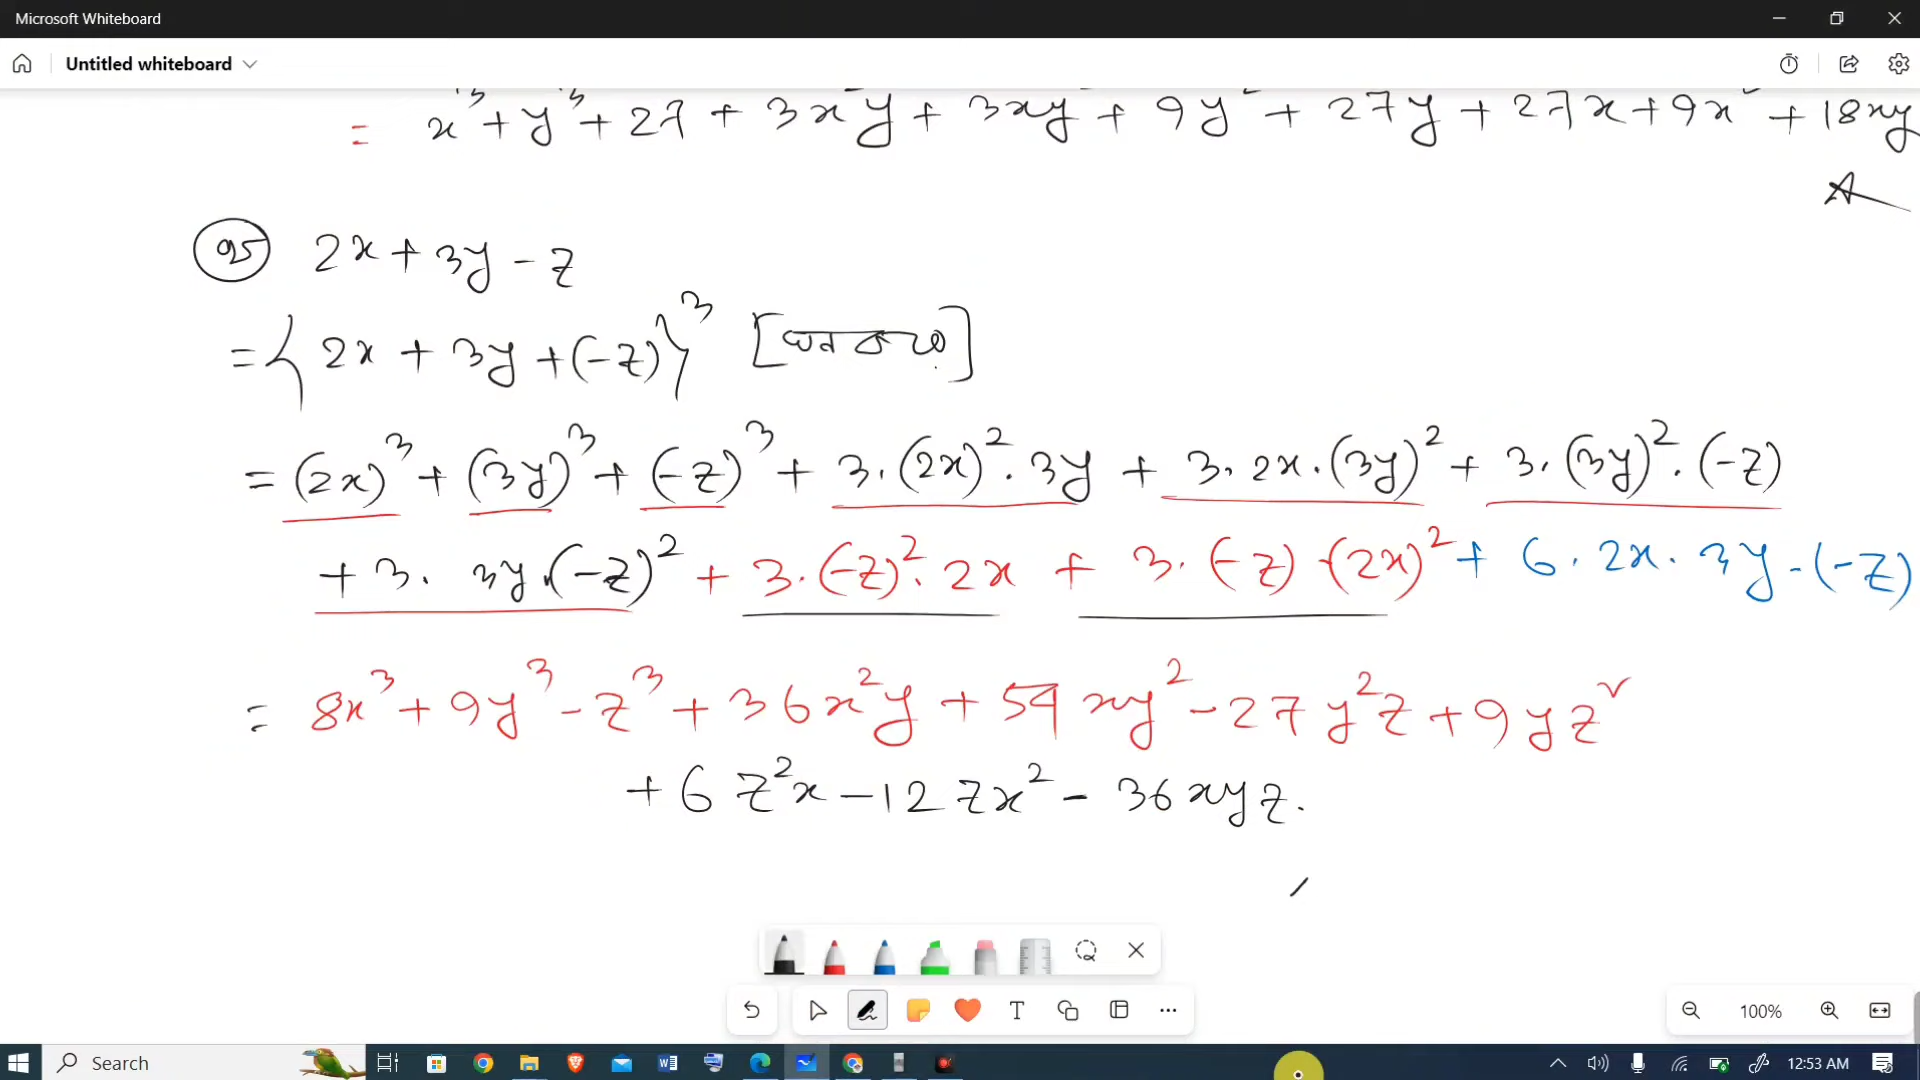 Microsoft Whiteboard
Untitled whiteboard
= x³ + y³ + 27 + 3x²y + 3xy² + 9y² + 27y + 27x + 9x² + 18xy
A
2x + 3y - z
= { 2x + 3y + (-z) }³ [ঘন করে]
= (2x)³ + (3y)³ + (-z)³ + 3·(2x)²·3y + 3·2x·(3y)² + 3·(3y)²·(-z)
+ 3· 3y·(-z)² + 3·(-z)²·2x + 3·(-z)·(2x)² + 6·2x·3y·(-z)
= 8x³ + 9y³ - z³ + 36x²y + 54xy² - 27y²z + 9yz²
+ 6z²x - 12zx² - 36xyz.
100%
Search
12:53 AM